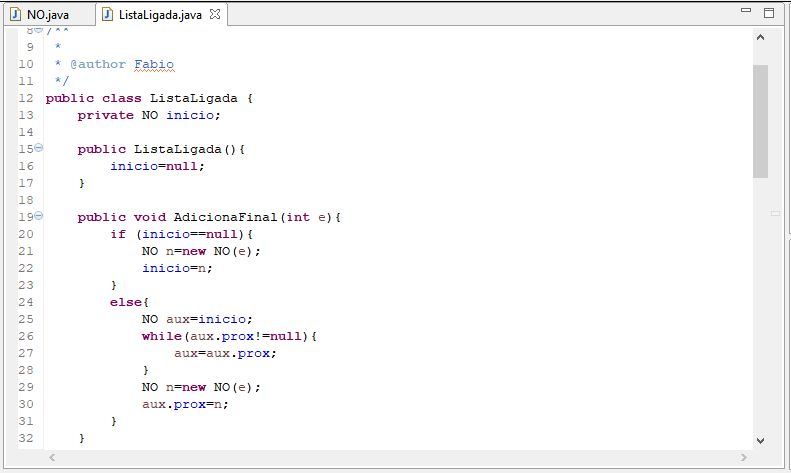 NO.java ListaLigada.java
8 /**
9 *
10 * @author Fabio
11 */
12 public class ListaLigada {
13 private NO inicio;
14
15 public ListaLigada(){
16 inicio=null;
17 }
18
19 public void AdicionaFinal(int e){
20 if (inicio==null){
21 NO n=new NO(e);
22 inicio=n;
23 }
24 else{
25 NO aux=inicio;
26 while(aux.prox!=null){
27 aux=aux.prox;
28 }
29 NO n=new NO(e);
30 aux.prox=n;
31 }
32 }